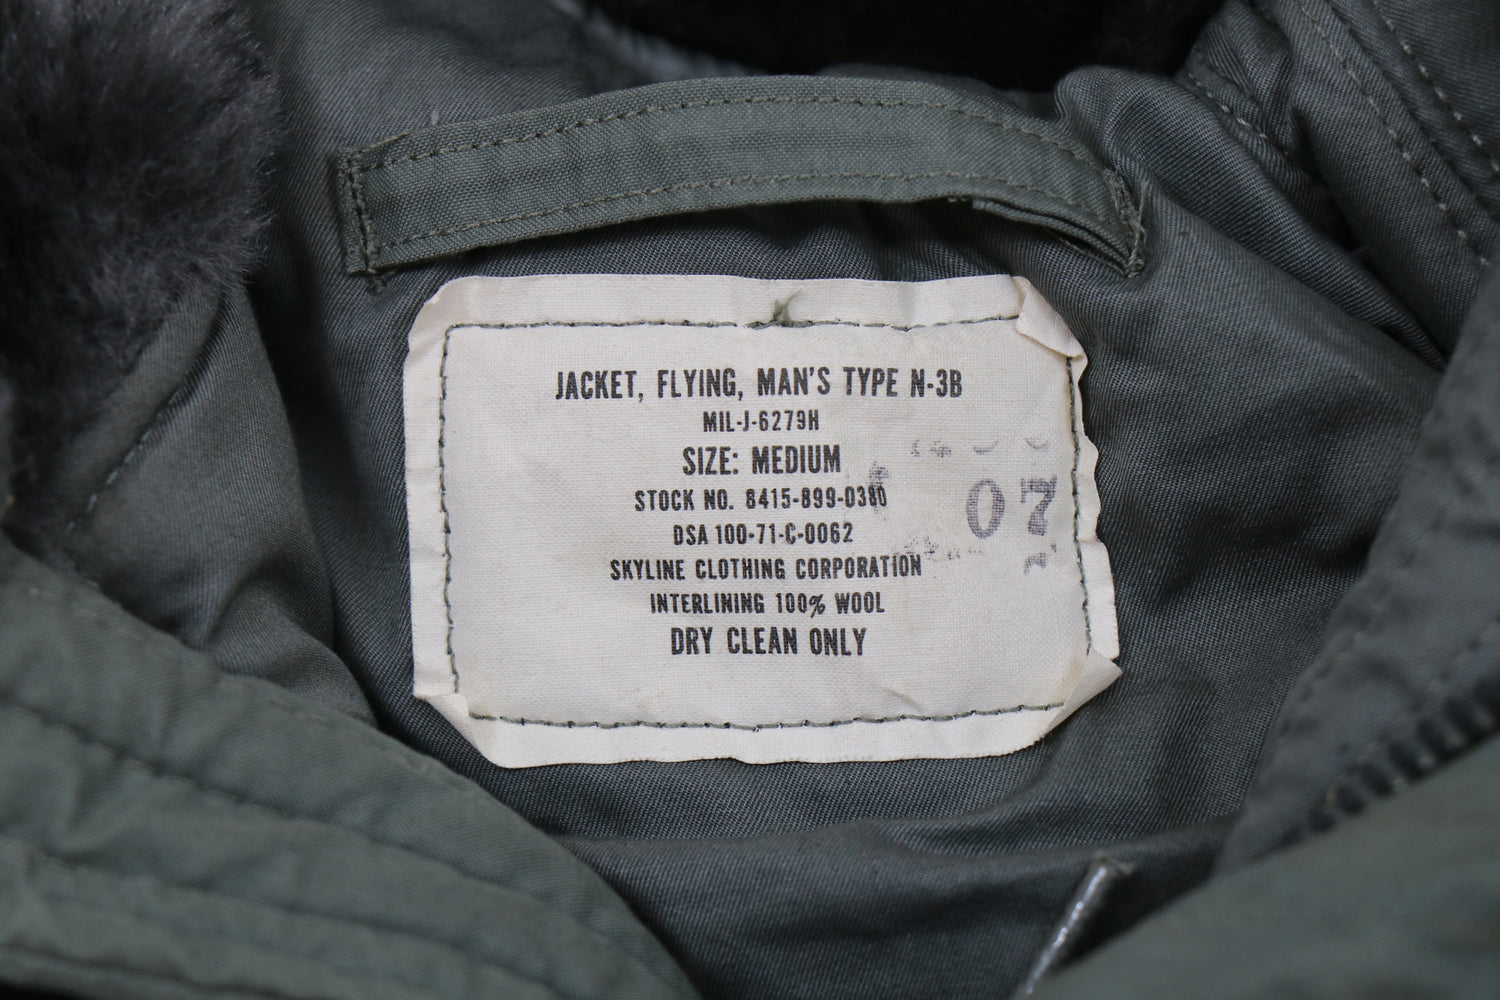 JACKET, FLYING, MAN'S TYPE N-3B
MIL-J-6279H
SIZE: MEDIUM
STOCK NO. 8415-899-0380
DSA 100-71-C-0062
SKYLINE CLOTHING CORPORATION
INTERLINING 100% WOOL
DRY CLEAN ONLY
07